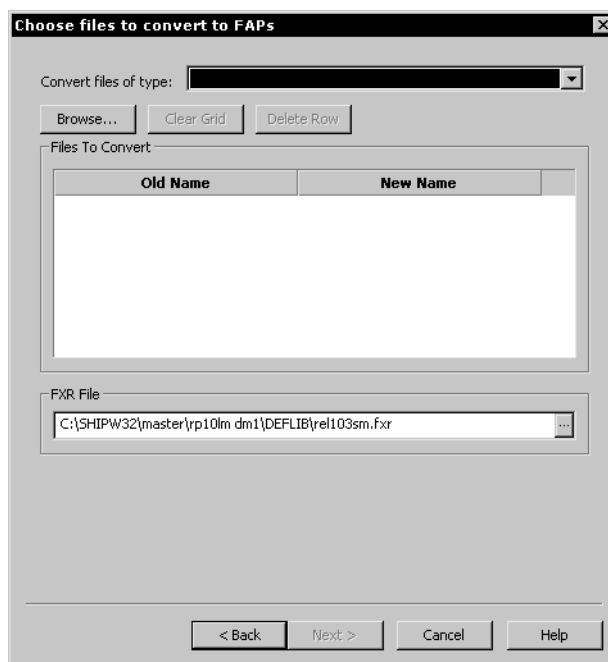 Choose files to convert to FAPs
Convert files of type:
Browse... Clear Grid Delete Row
Files To Convert
Old Name New Name
FXR File
C:\SHIPW32\master\rp10lm dm1\DEFLIB\rel103sm.fxr ...
< Back Next > Cancel Help